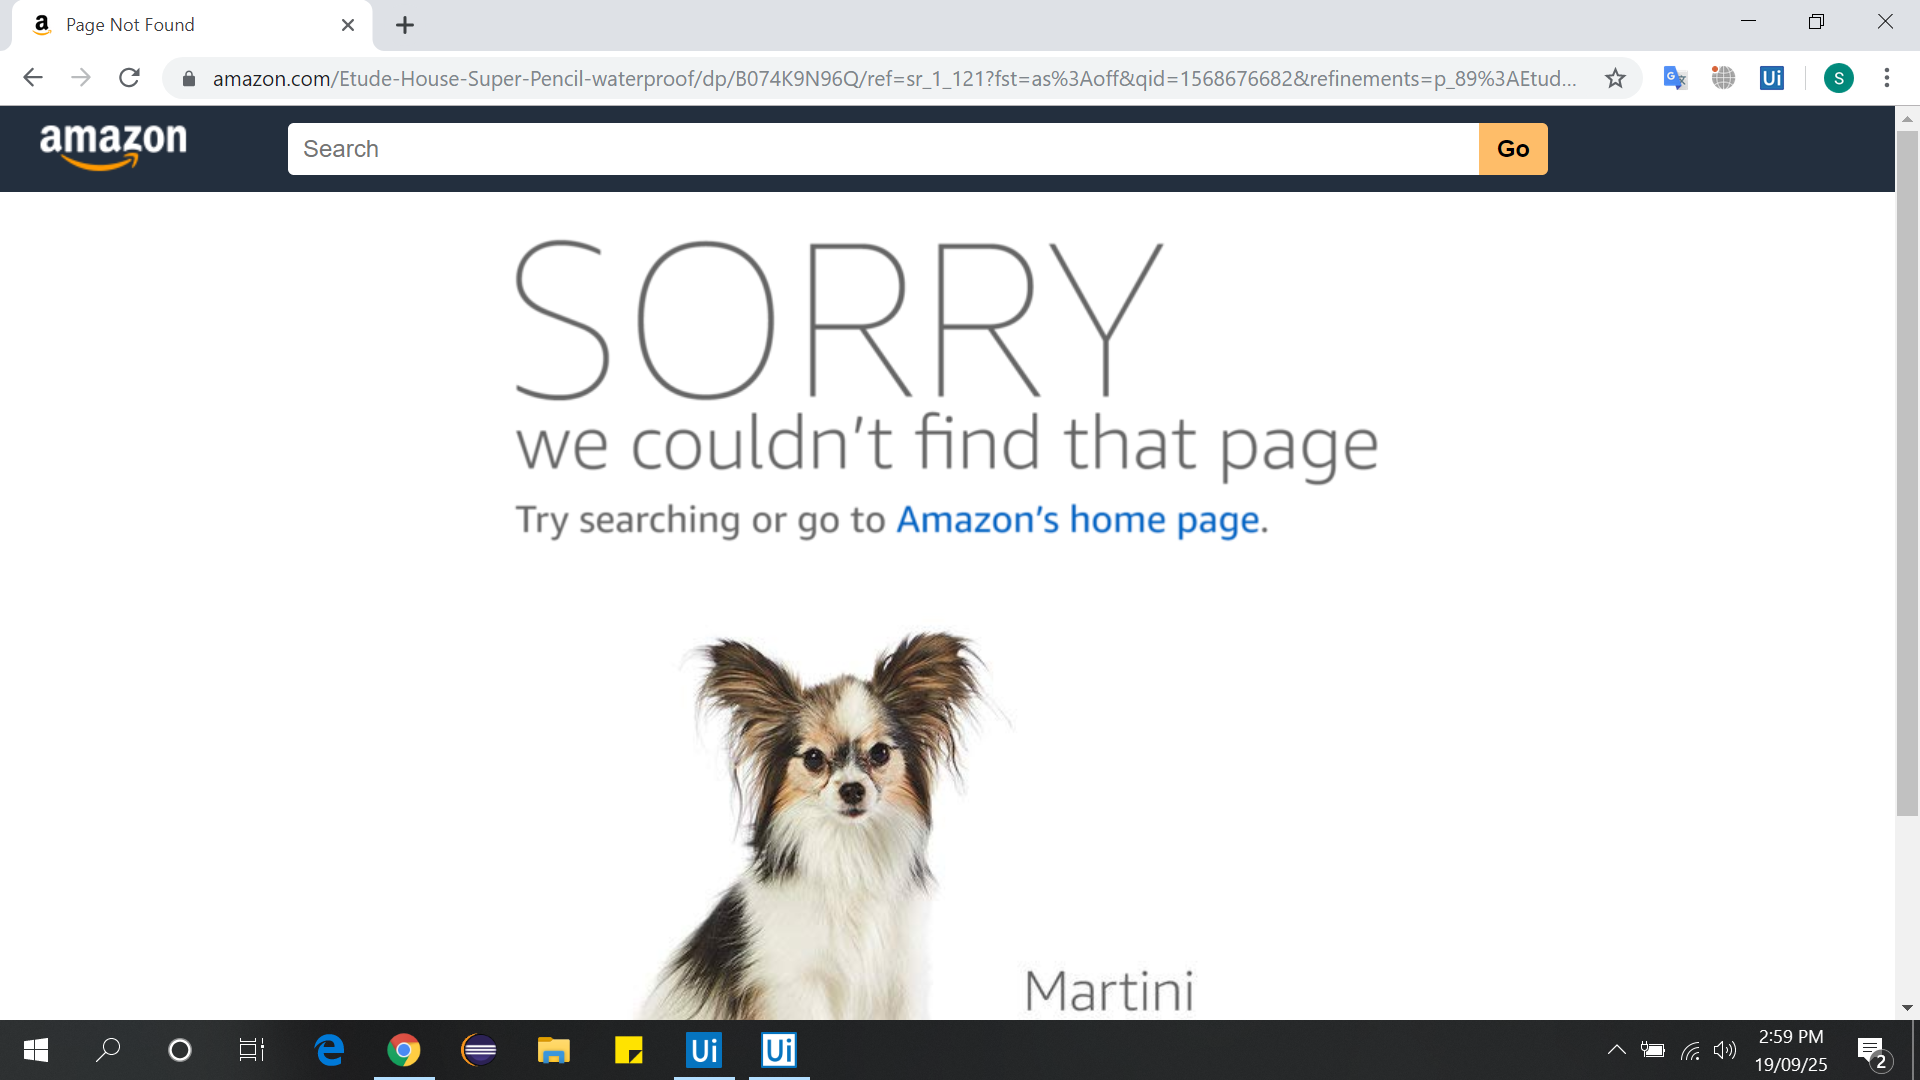 Page Not Found
amazon.com/Etude-House-Super-Pencil-waterproof/dp/B074K9N96Q/ref=sr_1_121?fst=as%3Aoff&qid=1568676682&refinements=p_89%3AEtud...
Ui
S
amazon
Search
Go
SORRY
we couldn't find that page
Try searching or go to Amazon's home page.
Martini
Ui
Ui
2:59 PM
19/09/25
2